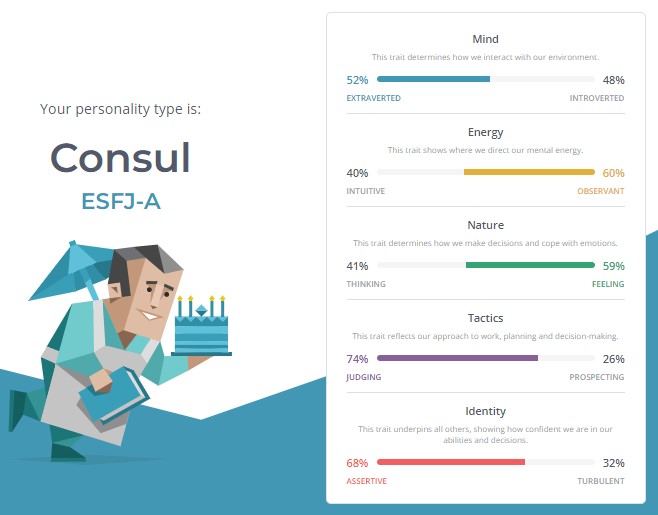 Your personality type is:
Consul
ESFJ-A
Mind
This trait determines how we interact with our environment.
52% 48%
EXTRAVERTED INTROVERTED
Energy
This trait shows where we direct our mental energy.
40% 60%
INTUITIVE OBSERVANT
Nature
This trait determines how we make decisions and cope with emotions.
41% 59%
THINKING FEELING
Tactics
This trait reflects our approach to work, planning and decision-making.
74% 26%
JUDGING PROSPECTING
Identity
This trait underpins all others, showing how confident we are in our
abilities and decisions.
68% 32%
ASSERTIVE TURBULENT